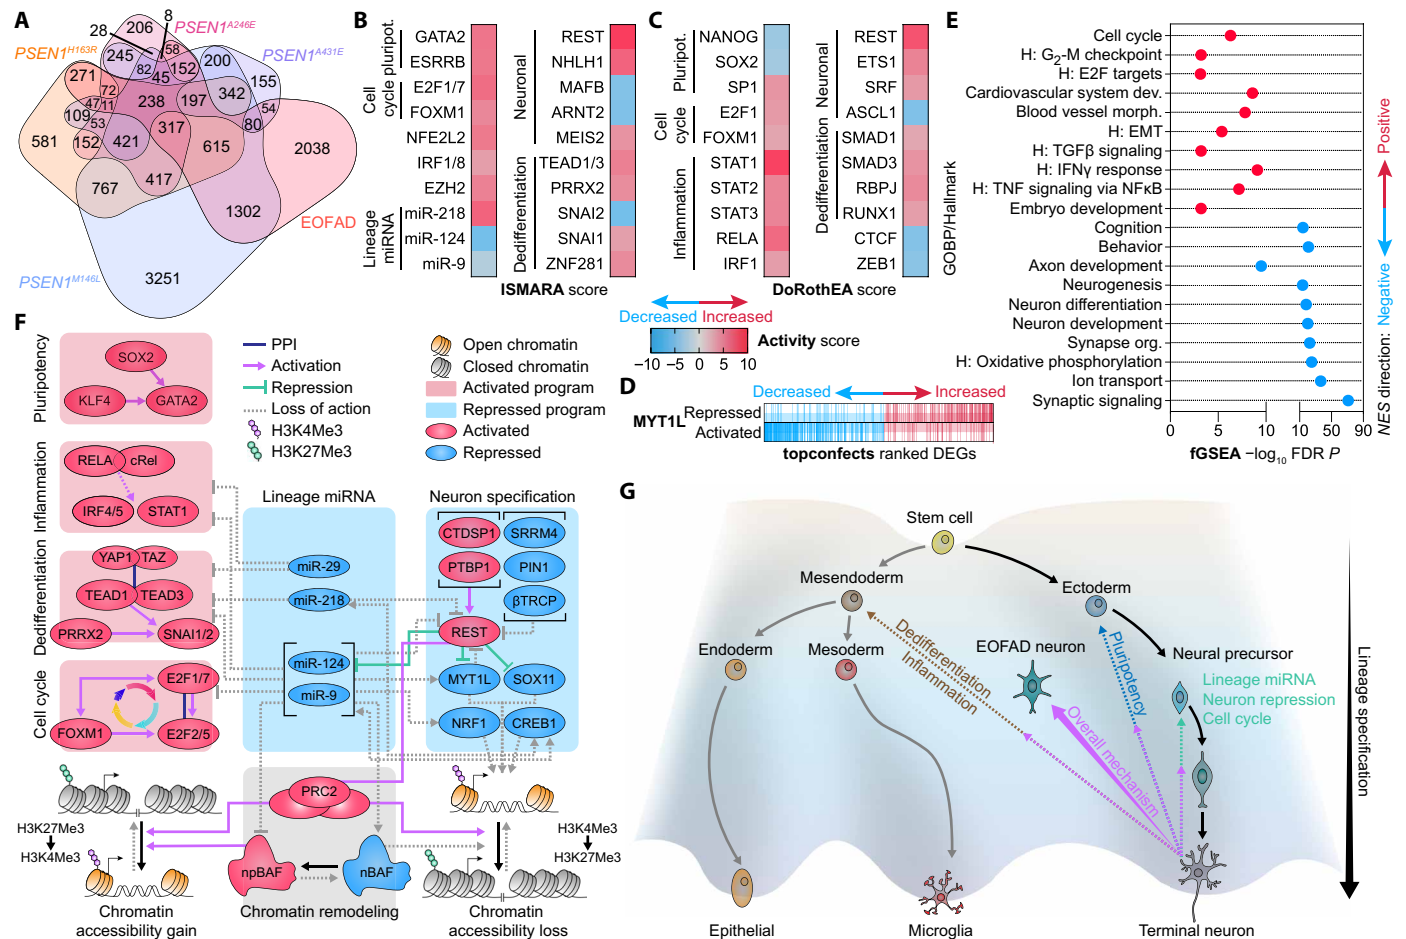 A
206
8
28
PSEN1A246E
PSEN1H163R
245
58
PSEN1A431E
82
45
152
200
155
271
72
47
11
238
197
342
54
109
53
80
581
152
421
317
615
2038
767
417
1302
EOFAD
PSEN1M146L
3251
B
Cell cycle
pluripot.
Lineage miRNA
GATA2
ESRRB
E2F1/7
FOXM1
NFE2L2
IRF1/8
EZH2
miR-218
miR-124
miR-9
Neuronal
Dedifferentiation
REST
NHLH1
MAFB
ARNT2
MEIS2
TEAD1/3
PRRX2
SNAI2
SNAI1
ZNF281
ISMARA score
C
Pluripot.
Cell cycle
Inflammation
NANOG
SOX2
SP1
E2F1
FOXM1
STAT1
STAT2
STAT3
RELA
IRF1
Neuronal
Dedifferentiation
REST
ETS1
SRF
ASCL1
SMAD1
SMAD3
RBPJ
RUNX1
CTCF
ZEB1
DoRothEA score
Decreased Increased
Activity score
−10 −5 0 5 10
D
Decreased Increased
MYT1L
Repressed
Activated
topconfects ranked DEGs
E
GOBP/Hallmark
Cell cycle
H: G2-M checkpoint
H: E2F targets
Cardiovascular system dev.
Blood vessel morph.
H: EMT
H: TGFβ signaling
H: IFNγ response
H: TNF signaling via NFκB
Embryo development
Cognition
Behavior
Axon development
Neurogenesis
Neuron differentiation
Neuron development
Synapse org.
H: Oxidative phosphorylation
Ion transport
Synaptic signaling
0 5 10 10 50 90
fGSEA −log10 FDR P
NES direction: Negative Positive
F
Pluripotency
SOX2
KLF4
GATA2
Inflammation
RELA
cRel
IRF4/5
STAT1
Dedifferentiation
YAP1
TAZ
TEAD1
TEAD3
PRRX2
SNAI1/2
Cell cycle
E2F1/7
FOXM1
E2F2/5
PPI
Activation
Repression
Loss of action
H3K4Me3
H3K27Me3
Open chromatin
Closed chromatin
Activated program
Repressed program
Activated
Repressed
Lineage miRNA
miR-29
miR-218
miR-124
miR-9
Neuron specification
CTDSP1
SRRM4
PTBP1
PIN1
βTRCP
REST
MYT1L
SOX11
NRF1
CREB1
PRC2
npBAF
nBAF
Chromatin remodeling
H3K27Me3
H3K4Me3
Chromatin
accessibility gain
H3K4Me3
H3K27Me3
Chromatin
accessibility loss
G
Stem cell
Mesendoderm
Ectoderm
Endoderm
Mesoderm
EOFAD neuron
Neural precursor
Dedifferentiation
Inflammation
Pluripotency
Overall mechanism
Lineage miRNA
Neuron repression
Cell cycle
Lineage specification
Epithelial
Microglia
Terminal neuron